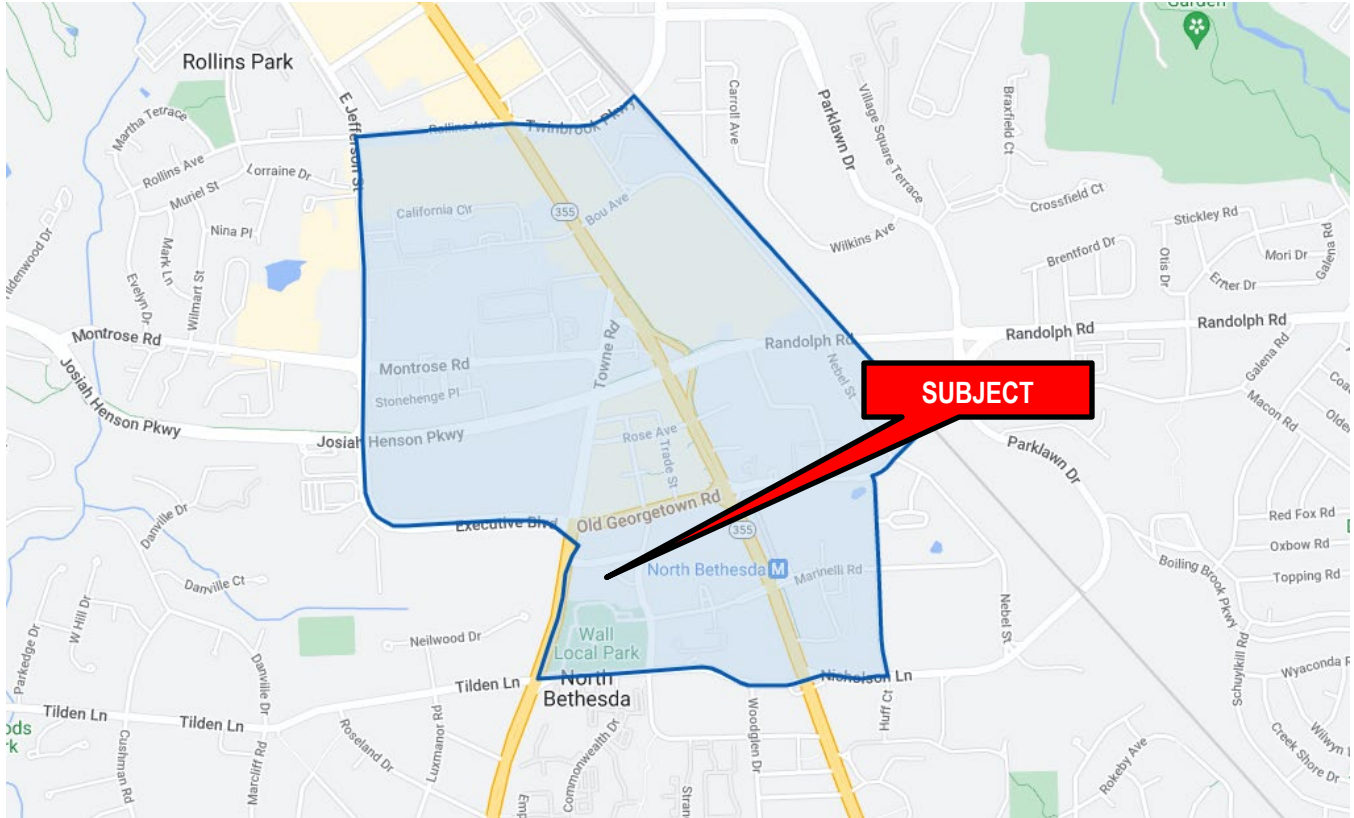 Garden
Rollins Park
E Jefferson St
Martha Terrace
Rollins Ave
Twinbrook Pkwy
Carroll Ave
Parklawn Dr
Village Square Terrace
Braxfield Ct
Rollins Ave
Lorraine Dr
Muriel St
California Cir
355
Bou Ave
Crossfield Ct
Stickley Rd
Nina Pl
Mark Ln
Wilmart St
Evelyn Dr
Wilkins Ave
Brentford Dr
Otis Dr
Mori Dr
Galena Rd
Erfter Dr
Montrose Rd
Montrose Rd
Towne Rd
Randolph Rd
Randolph Rd
Randolph Rd
Nebel St
Galena Rd
Stonehenge Pl
SUBJECT
Macon Rd
Josiah Henson Pkwy
Josiah Henson Pkwy
Rose Ave
Trade St
Parklawn Dr
Danville Dr
Executive Blvd
Old Georgetown Rd
355
Red Fox Rd
Oxbow Rd
Danville Ct
North Bethesda
M
Marinelli Rd
Boiling Brook Pkwy
Topping Rd
W Hill Dr
Parkedge Dr
Neilwood Dr
Wall
Local Park
Nebel St
Schuylkill Rd
Danville Dr
Tilden Ln
North
Bethesda
Nicholson Ln
Huff Ct
Tilden Ln
Tilden Ln
Cushman Rd
Marcliff Rd
Roseland Dr
Luxmanor Rd
Commonwealth Dr
Woodglen Dr
Rokeby Ave
Creek Shore Dr